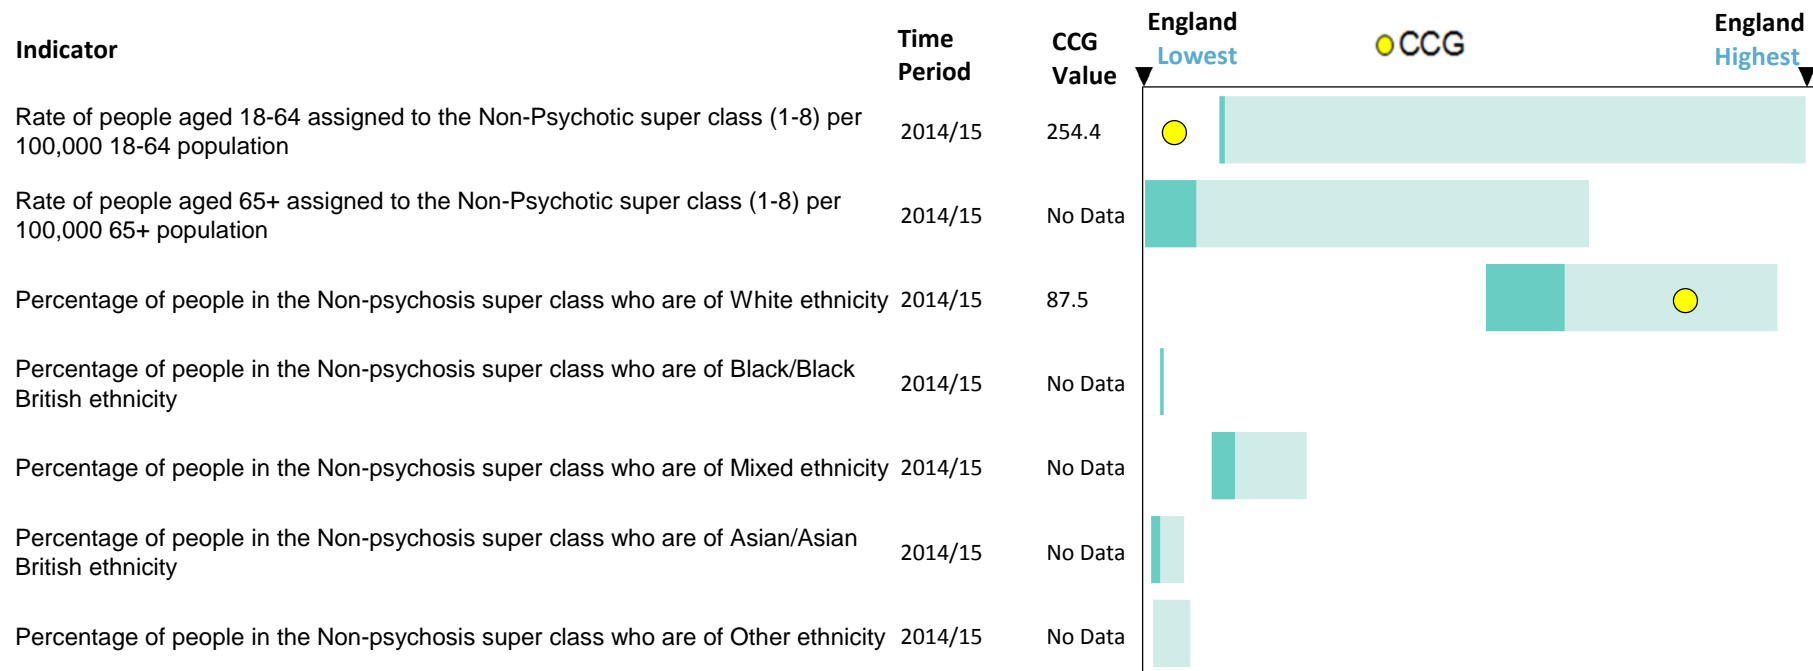 Indicator
Time
Period
CCG
Value
England
Lowest
CCG
England
Highest
Rate of people aged 18-64 assigned to the Non-Psychotic super class (1-8) per
100,000 18-64 population
2014/15
254.4
Rate of people aged 65+ assigned to the Non-Psychotic super class (1-8) per
100,000 65+ population
2014/15
No Data
Percentage of people in the Non-psychosis super class who are of White ethnicity
2014/15
87.5
Percentage of people in the Non-psychosis super class who are of Black/Black
British ethnicity
2014/15
No Data
Percentage of people in the Non-psychosis super class who are of Mixed ethnicity
2014/15
No Data
Percentage of people in the Non-psychosis super class who are of Asian/Asian
British ethnicity
2014/15
No Data
Percentage of people in the Non-psychosis super class who are of Other ethnicity
2014/15
No Data